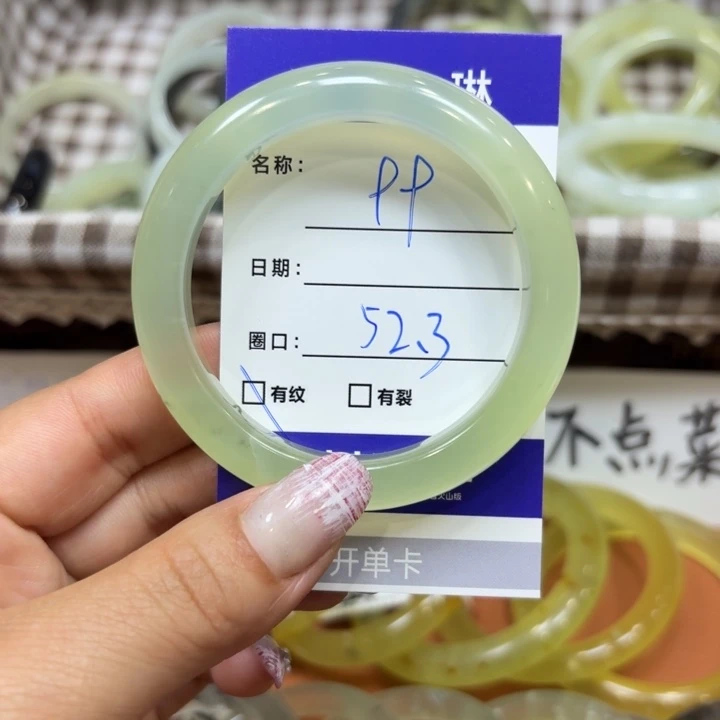 琳
名称: PP
日期:
圈口: 52.3
有纹 有裂
不点菜
开单卡